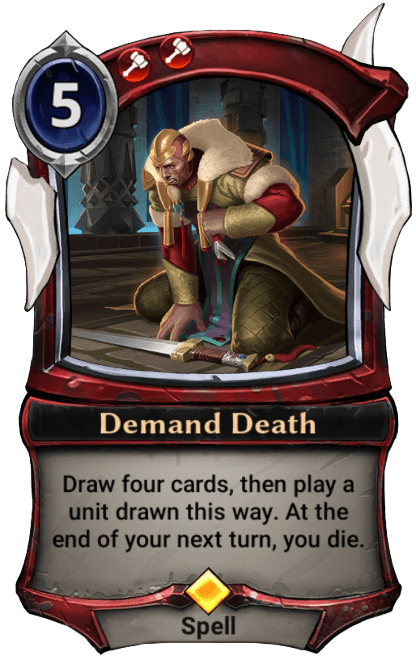 5
Demand Death
Draw four cards, then play a
unit drawn this way. At the
end of your next turn, you die.
Spell